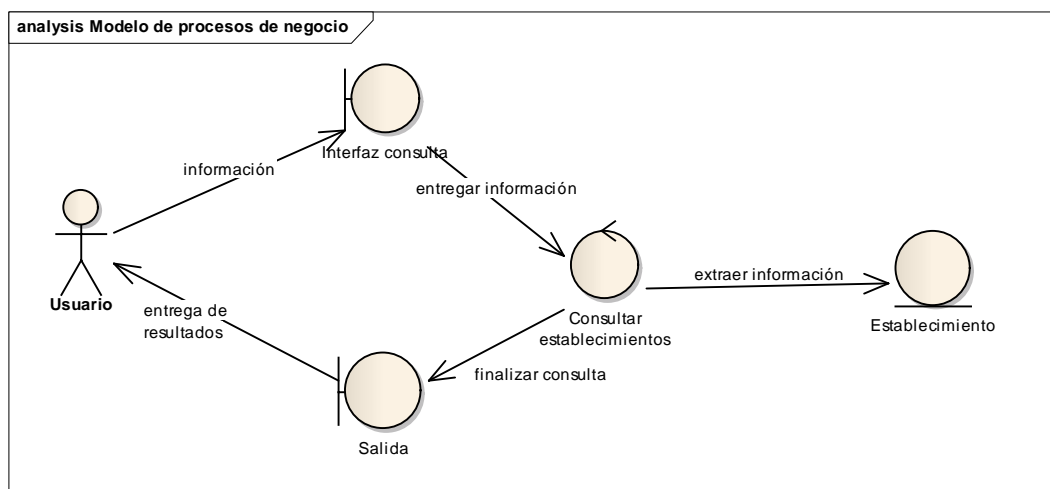 analysis Modelo de procesos de negocio
Interfaz consulta
información
entregar información
Usuario
extraer información
Consultar
establecimientos
Establecimiento
entrega de
resultados
finalizar consulta
Salida